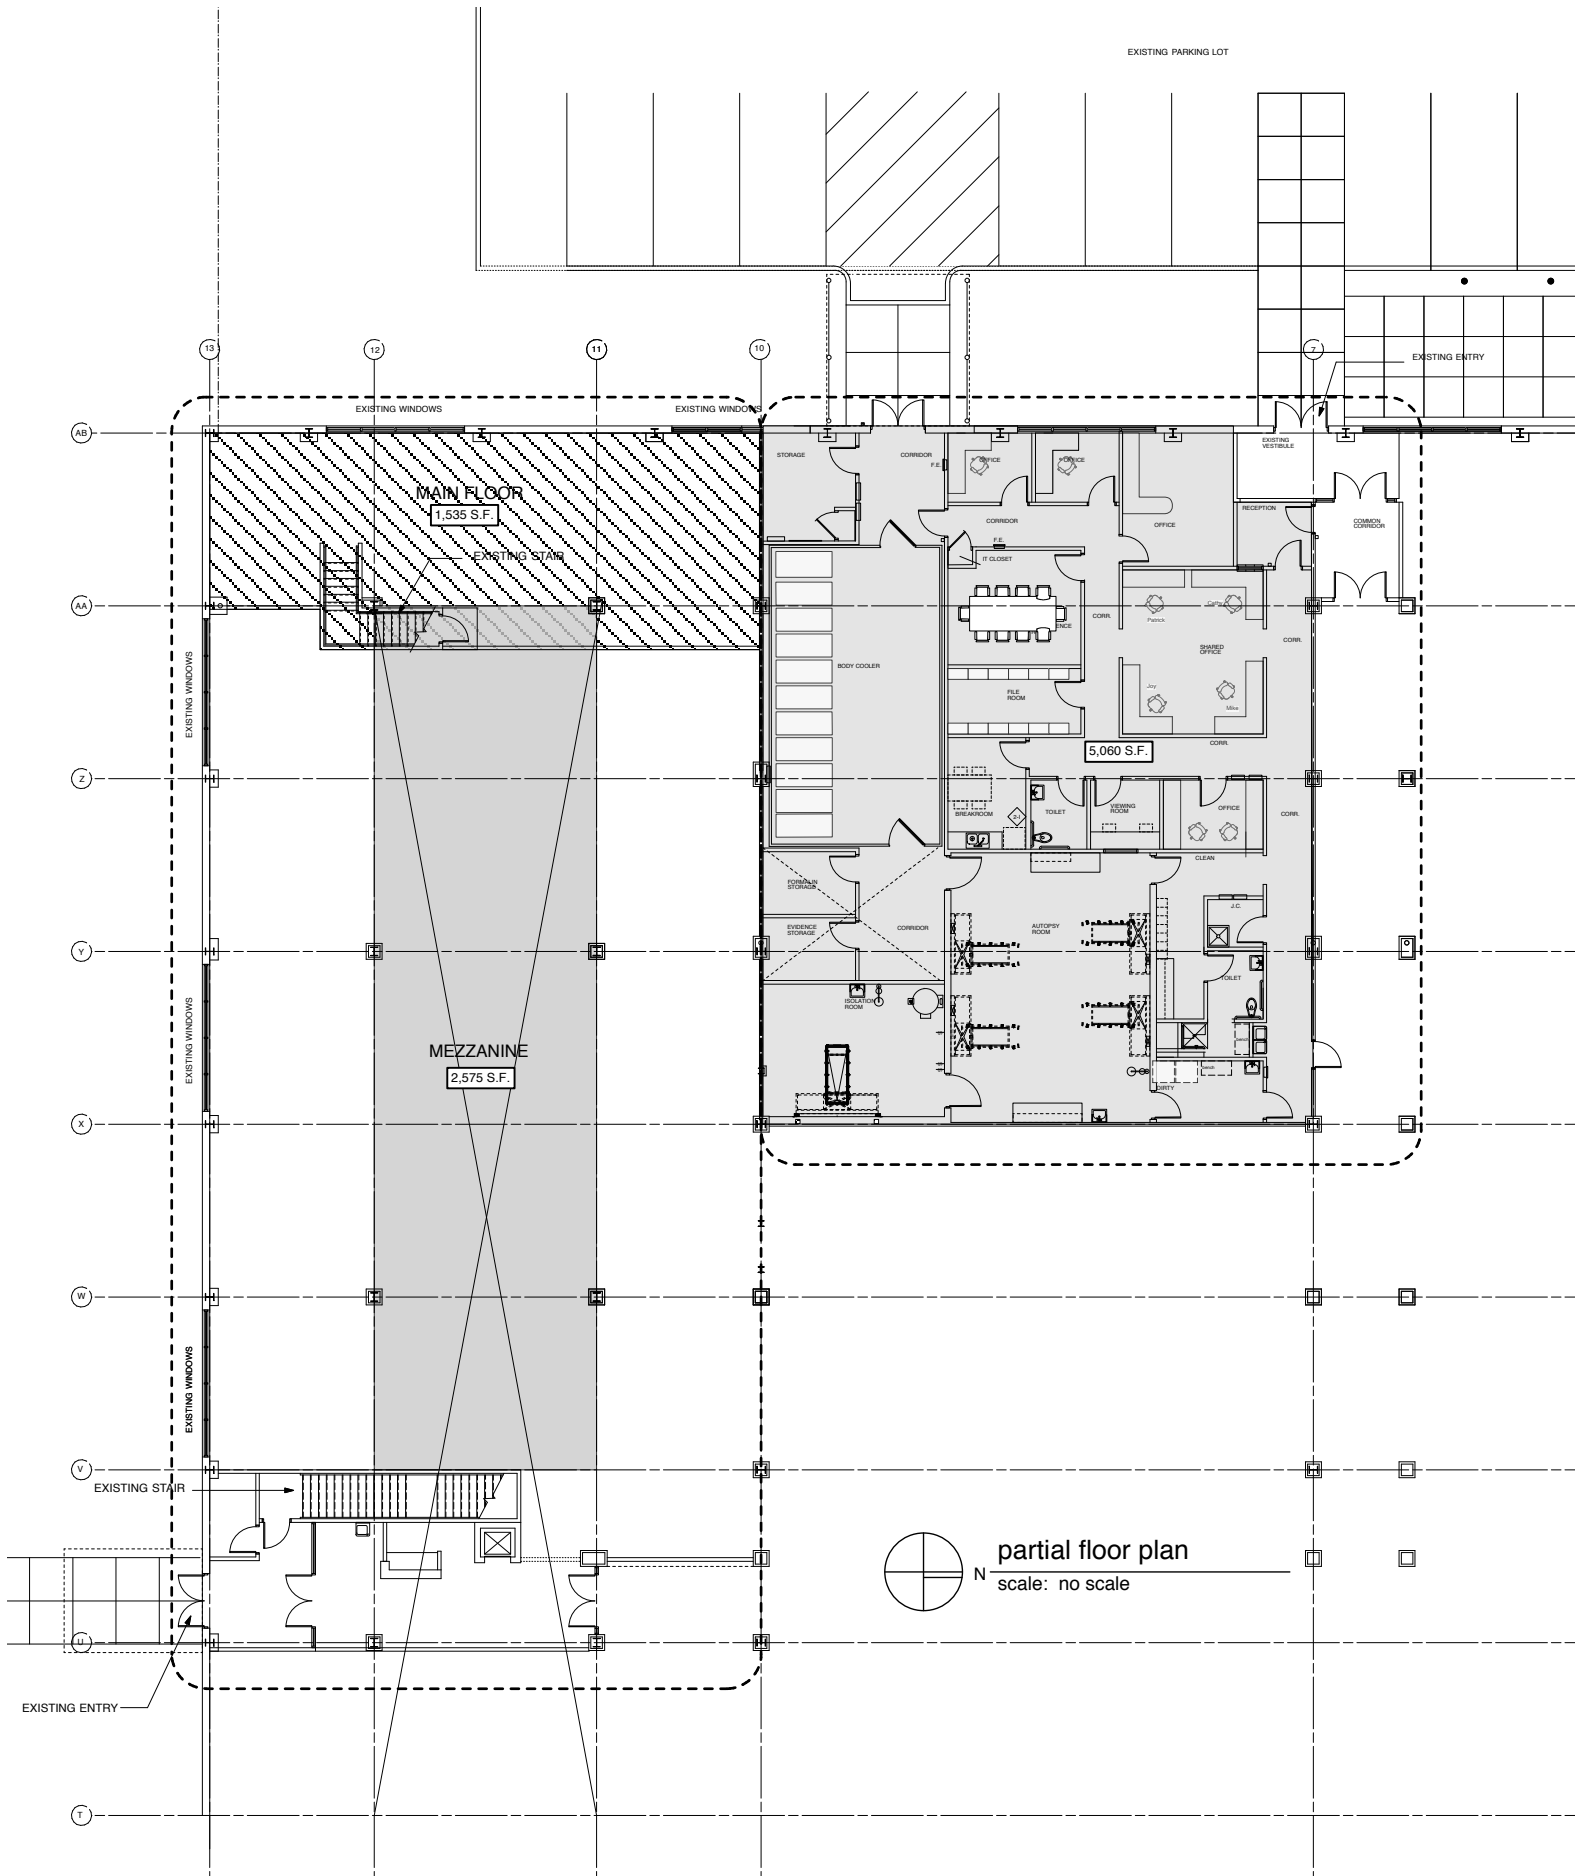 EXISTING PARKING LOT
13
12
11
10
7
EXISTING ENTRY
EXISTING WINDOWS
EXISTING WINDOWS
AB
EXISTING
VESTIBULE
STORAGE
CORRIDOR
F.E.
OFFICE
OFFICE
MAIN FLOOR
1,535 S.F.
RECEPTION
CORRIDOR
OFFICE
COMMON
CORRIDOR
F.E.
EXISTING STAIR
IT CLOSET
AA
Cathy
Patrick
CORR.
ENCE
CORR.
SHARED
OFFICE
BODY COOLER
EXISTING WINDOWS
FILE
ROOM
Joy
Mike
CORR.
5,060 S.F.
Z
BREAKROOM
2-I
TOILET
VIEWING
ROOM
OFFICE
CORR.
CLEAN
FORMALIN
STORAGE
J.C.
EVIDENCE
STORAGE
CORRIDOR
AUTOPSY
ROOM
Y
TOILET
ISOLATION
ROOM
EXISTING WINDOWS
MEZZANINE
2,575 S.F.
bench
DIRTY
X
W
EXISTING WINDOWS
V
EXISTING STAIR
partial floor plan
N
scale: no scale
U
EXISTING ENTRY
T